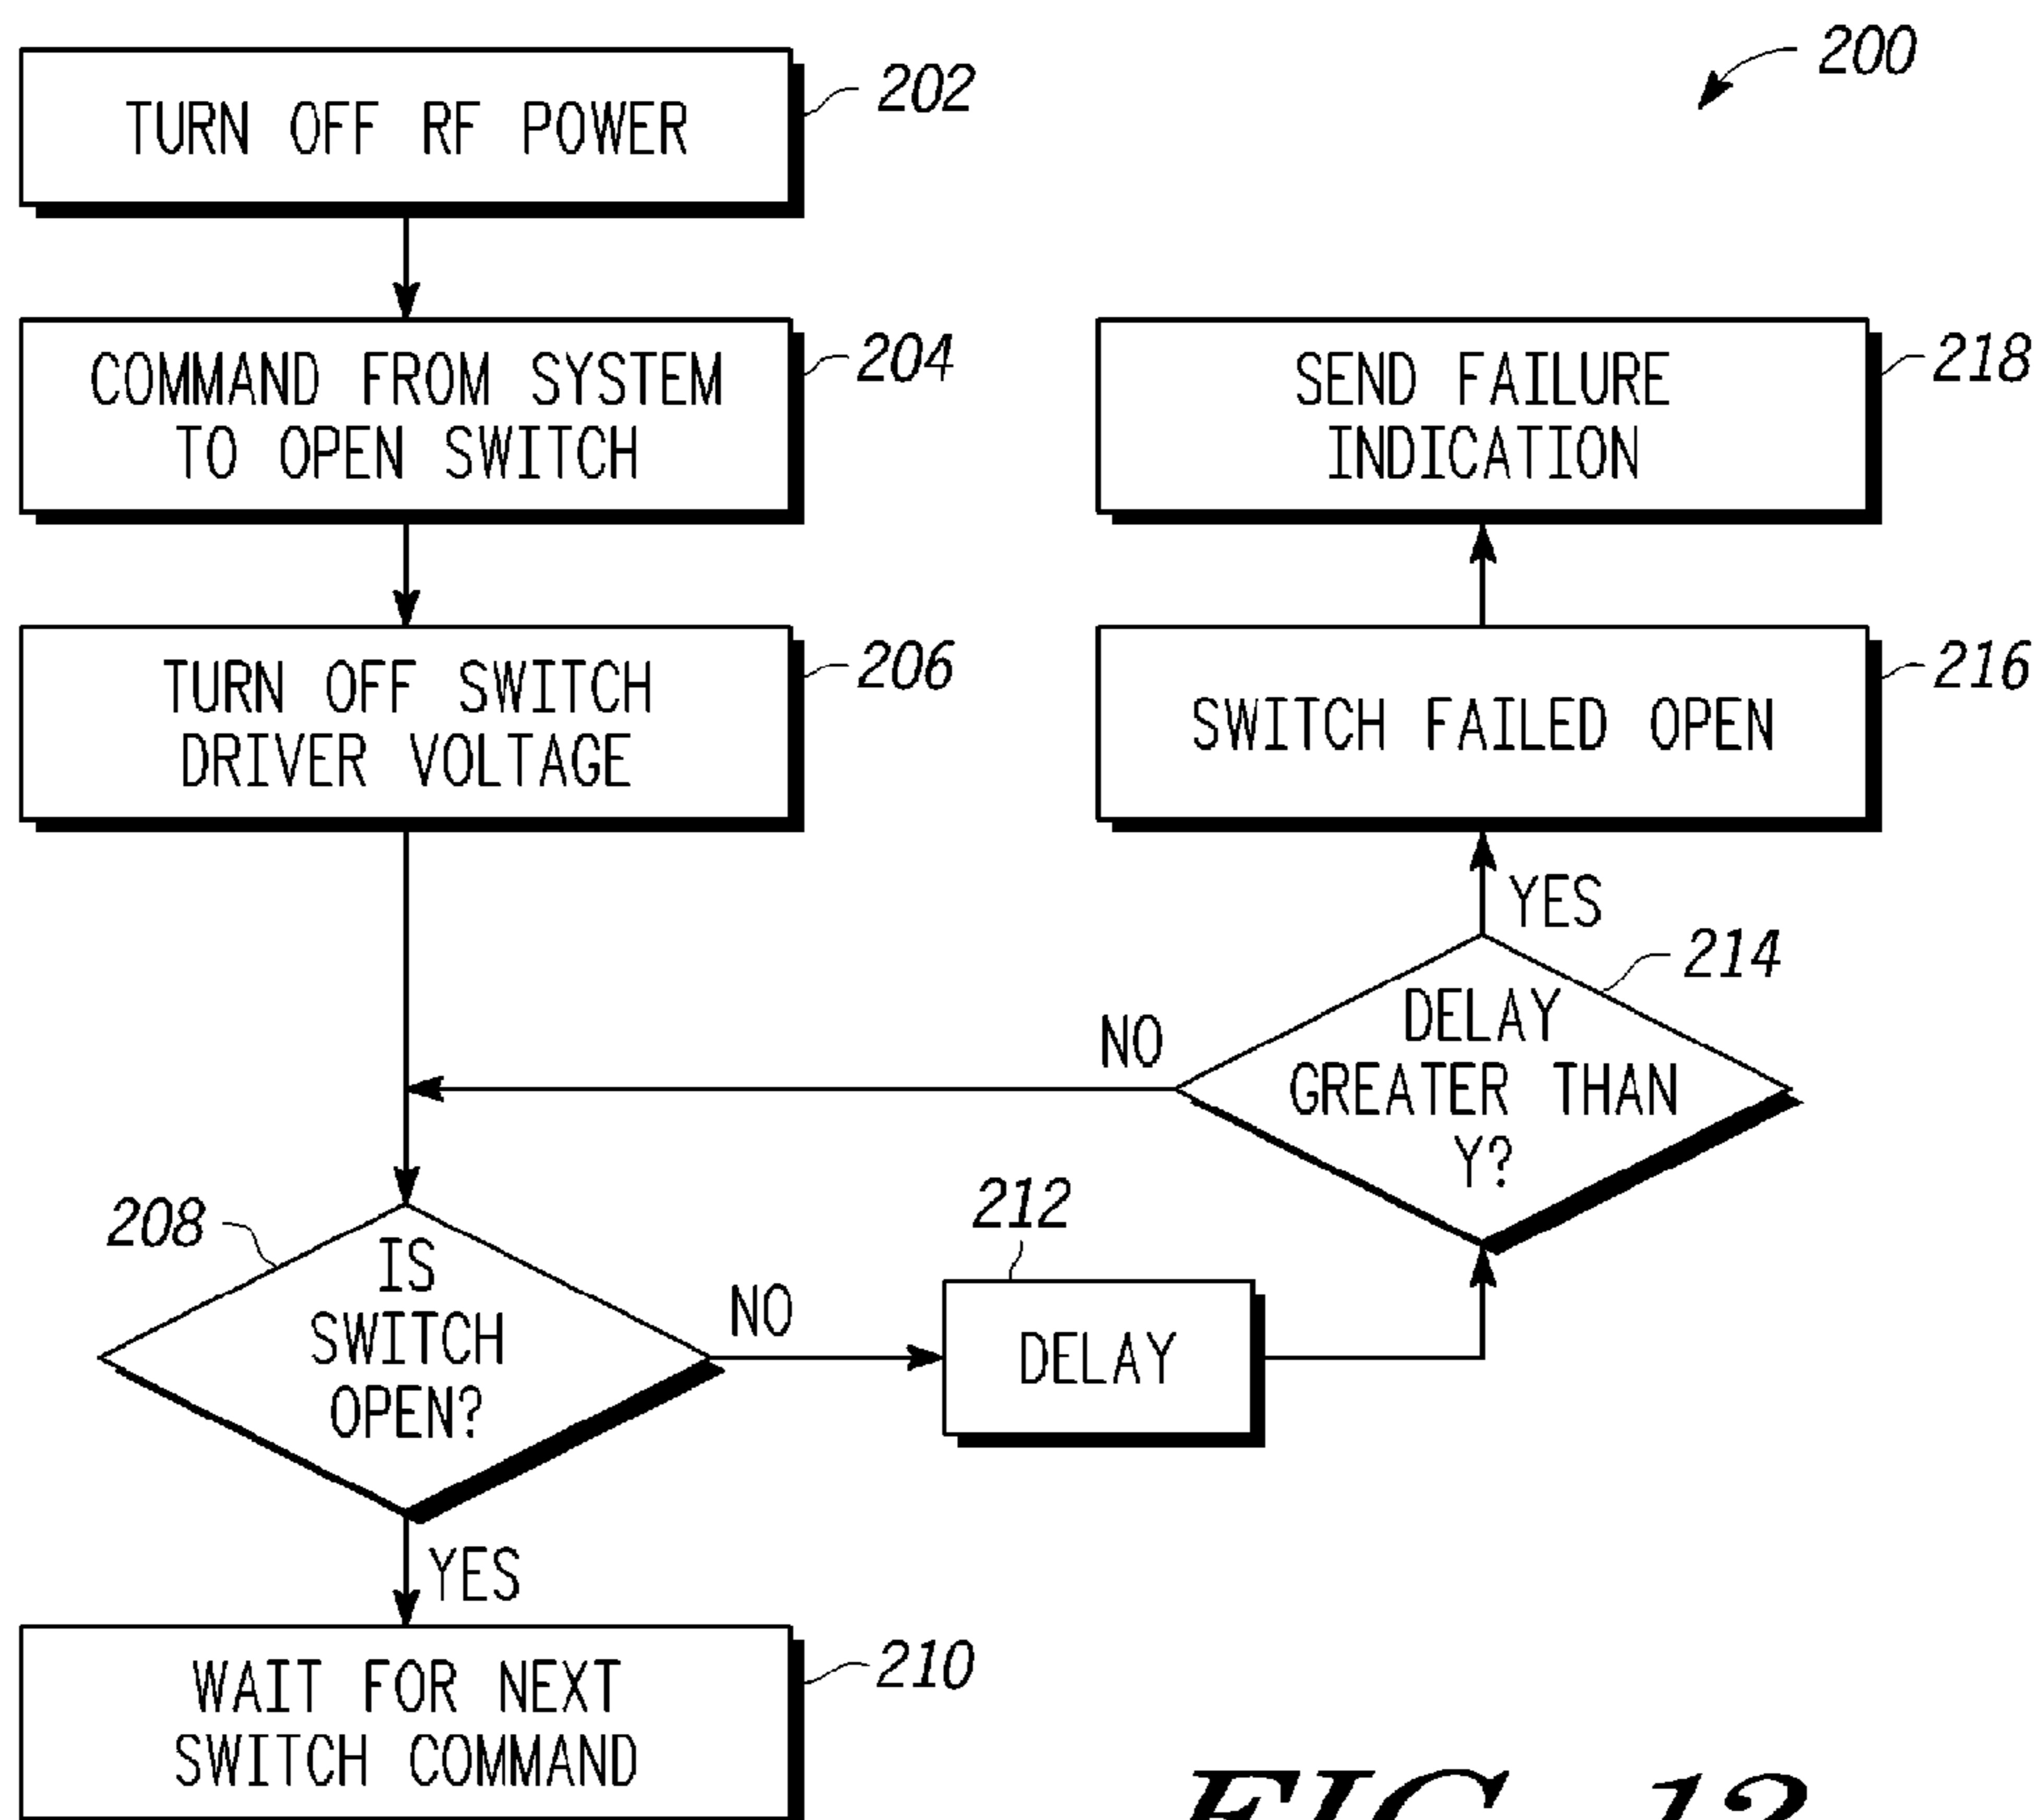 200
TURN OFF RF POWER
202
COMMAND FROM SYSTEM
TO OPEN SWITCH
204
TURN OFF SWITCH
DRIVER VOLTAGE
206
IS
SWITCH
OPEN?
208
NO
YES
WAIT FOR NEXT
SWITCH COMMAND
210
212
DELAY
DELAY
GREATER THAN
Y?
214
NO
YES
SWITCH FAILED OPEN
216
SEND FAILURE
INDICATION
218
FIG. 12